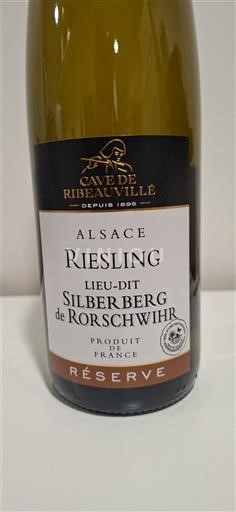 CAVE DE
RIBEAUVILLÉ
DEPUIS 1895
ALSACE
RIESLING
LIEU-DIT
SILBERBERG
de RORSCHWIHR
PRODUIT
DE
FRANCE
RÉSERVE